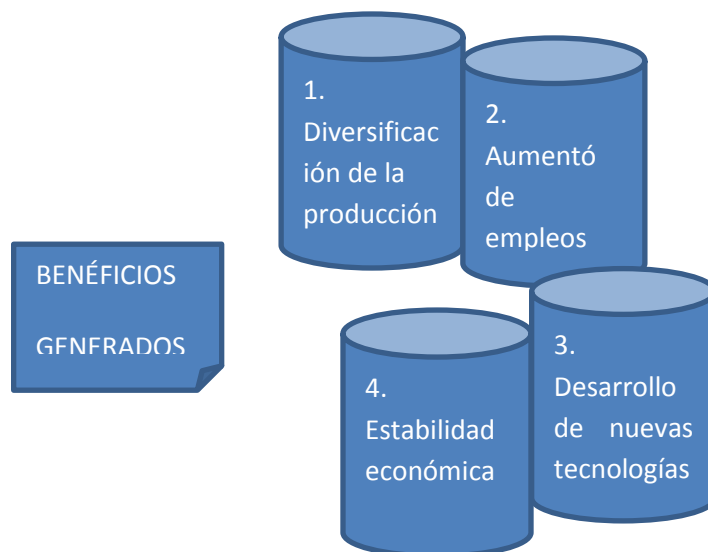 BENÉFICIOS
GENERADOS
1.
Diversificac
ión de la
producción
2.
Aumentó
de
empleos
3.
Desarrollo
de nuevas
tecnologías
4.
Estabilidad
económica